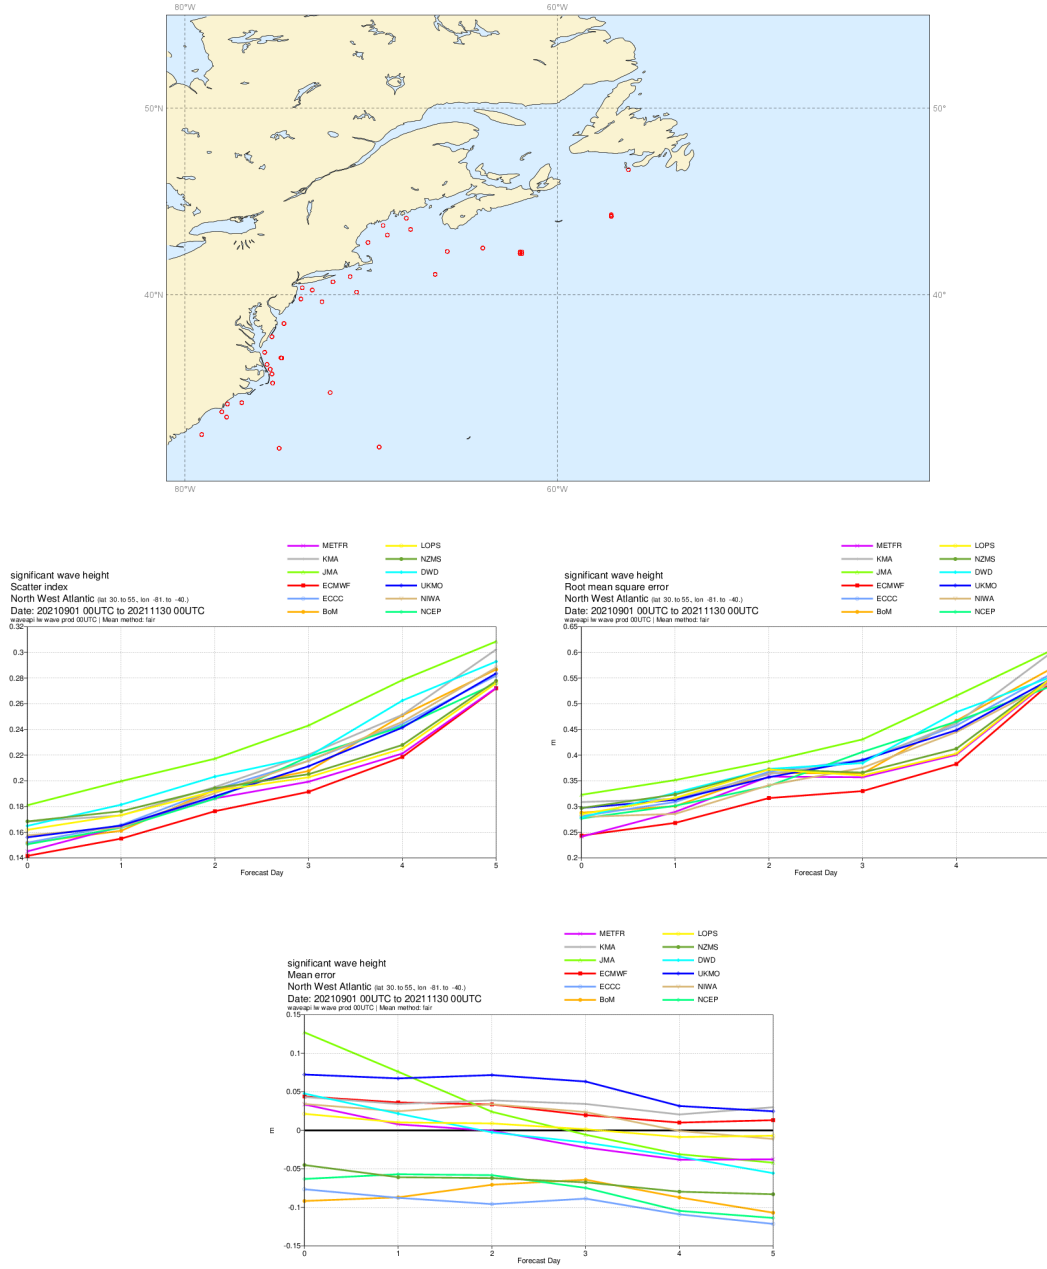 80°W 60°W
50°N 50°
40°N 40°
80°W 60°W
METFR LOPS
KMA NZMS
JMA DWD
ECMWF UKMO
ECCC NIWA
BoM NCEP
significant wave height
Scatter index
North West Atlantic (lat 30. to 55., lon -81. to -40.)
Date: 20210901 00UTC to 20211130 00UTC
waveapi lw wave prod 00UTC | Mean method: fair
0.32
0.3
0.28
0.26
0.24
0.22
0.2
0.18
0.16
0.14
0 1 2 3 4 5
Forecast Day
METFR LOPS
KMA NZMS
JMA DWD
ECMWF UKMO
ECCC NIWA
BoM NCEP
significant wave height
Root mean square error
North West Atlantic (lat 30. to 55., lon -81. to -40.)
Date: 20210901 00UTC to 20211130 00UTC
waveapi lw wave prod 00UTC | Mean method: fair
0.65
0.6
0.55
0.5
0.45
0.4
0.35
0.3
0.25
0.2
m
0 1 2 3 4
Forecast Day
METFR LOPS
KMA NZMS
JMA DWD
ECMWF UKMO
ECCC NIWA
BoM NCEP
significant wave height
Mean error
North West Atlantic (lat 30. to 55., lon -81. to -40.)
Date: 20210901 00UTC to 20211130 00UTC
waveapi lw wave prod 00UTC | Mean method: fair
0.15
0.1
0.05
0
-0.05
-0.1
-0.15
m
0 1 2 3 4 5
Forecast Day